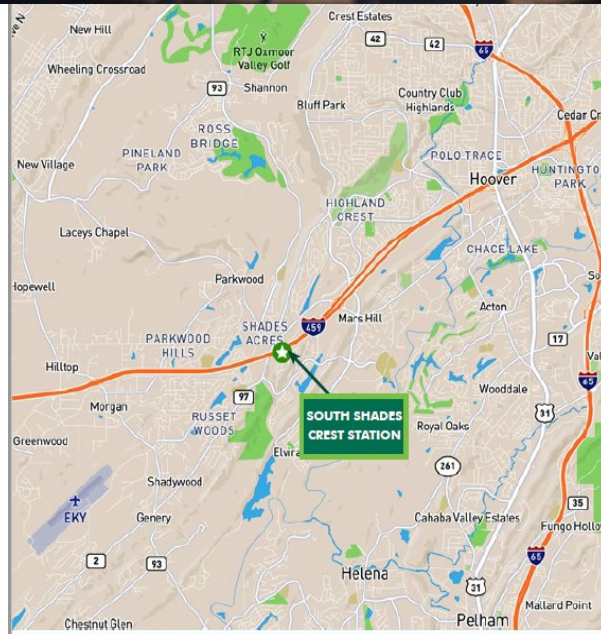 Crest Estates
New Hill
42
42
65
RTJ Oxmoor
Valley Golf
Wheeling Crossroad
93
Shannon
Country Club
Highlands
Bluff Park
Cedar Cr
ROSS
BRIDGE
PINELAND
PARK
POLO TRACE
New Village
Hoover
HUNTINGTO
PARK
HIGHLAND
CREST
Laceys Chapel
CHACE LAKE
So
Hopewell
Parkwood
Acton
459
Mars Hill
SHADES
ACRES
17
PARKWOOD
HILLS
Val
Hilltop
65
97
Wooddale
Morgan
SOUTH SHADES
CREST STATION
31
RUSSET
WOODS
Royal Oaks
Greenwood
Elvira
261
Shadywood
EKY
Genery
Cahaba Valley Estates
35
Fungo Hollo
2
93
65
Helena
31
Mallard Point
Chestnut Glen
Pelham